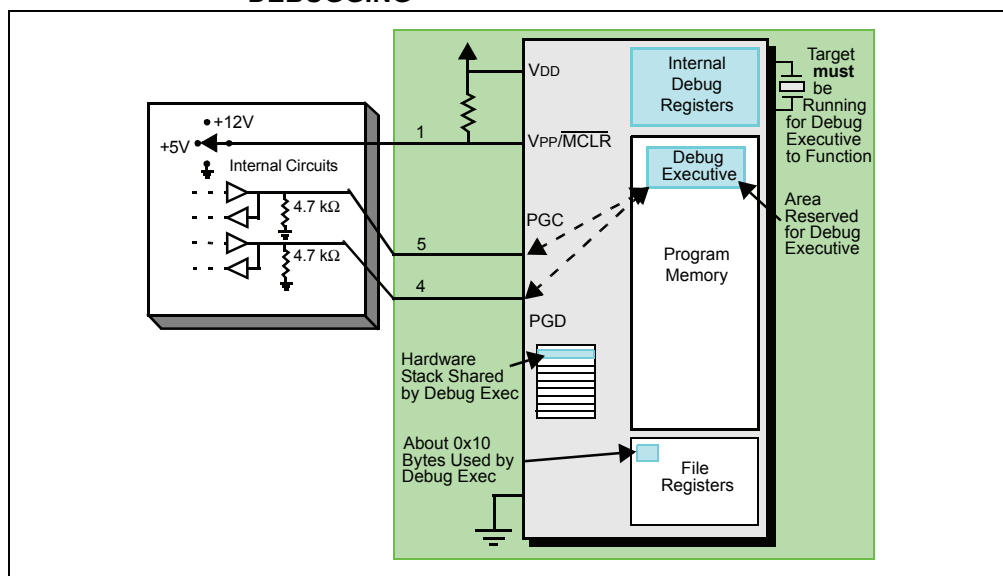 DEBUGGING
+12V
+5V
Internal Circuits
4.7 kΩ
4.7 kΩ
1
5
4
VDD
VPP/MCLR
PGC
PGD
Internal
Debug
Registers
Target
must
be
Running
for Debug
Executive
to Function
Debug
Executive
Area
Reserved
for Debug
Executive
Program
Memory
Hardware
Stack Shared
by Debug Exec
About 0x10
Bytes Used by
Debug Exec
File
Registers